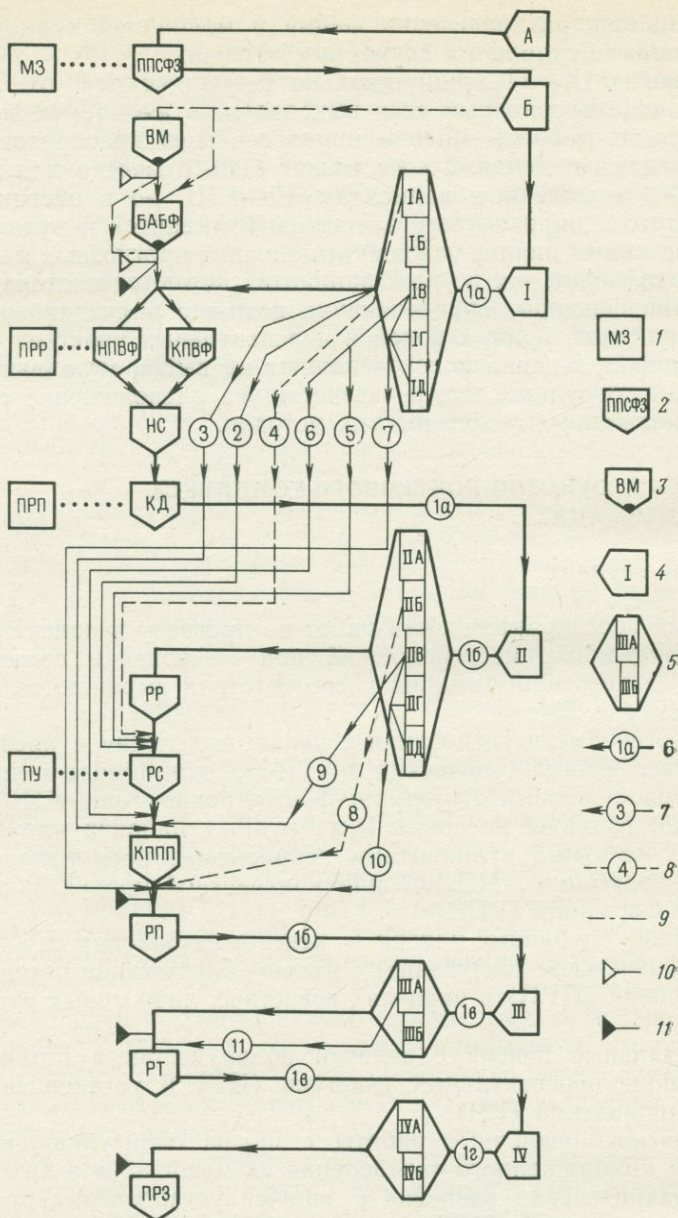 А
МЗ
ППСФЗ
Б
ВМ
БАБФ
IА
IБ
IВ
IГ
IД
1а
I
ПРР
НПВФ
КПВФ
НС
3
2
4
6
5
7
ПРП
КД
1а
IIА
IIБ
IIВ
IIГ
IIД
1б
II
РР
ПУ
РС
9
8
10
КППП
РП
1б
IIIА
IIIБ
1в
III
11
РТ
1в
IVА
IVБ
1г
IV
ПРЗ
МЗ 1
ППСФЗ 2
ВМ 3
I 4
IIIА
IIIБ
5
1а 6
3 7
4 8
9
10
11